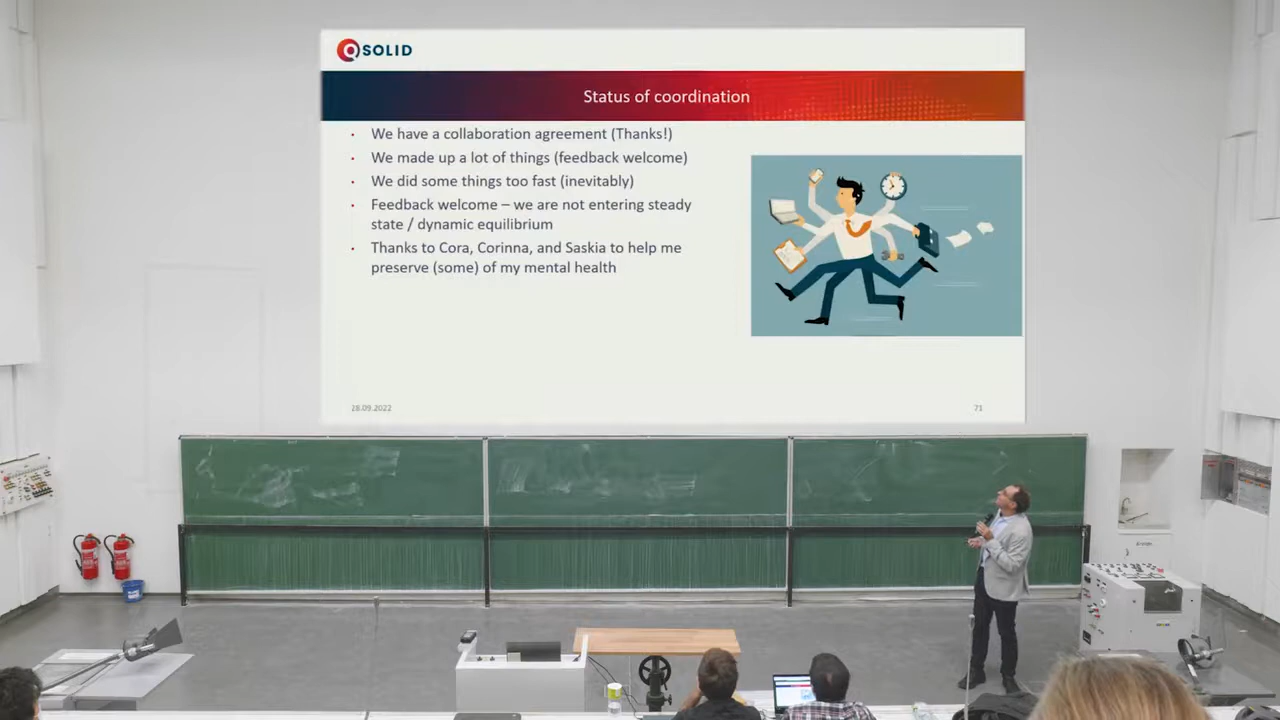 QSOLID
Status of coordination
• We have a collaboration agreement (Thanks!)
• We made up a lot of things (feedback welcome)
• We did some things too fast (inevitably)
• Feedback welcome – we are not entering steady
state / dynamic equilibrium
• Thanks to Cora, Corinna, and Saskia to help me
preserve (some) of my mental health
28.09.2022
71